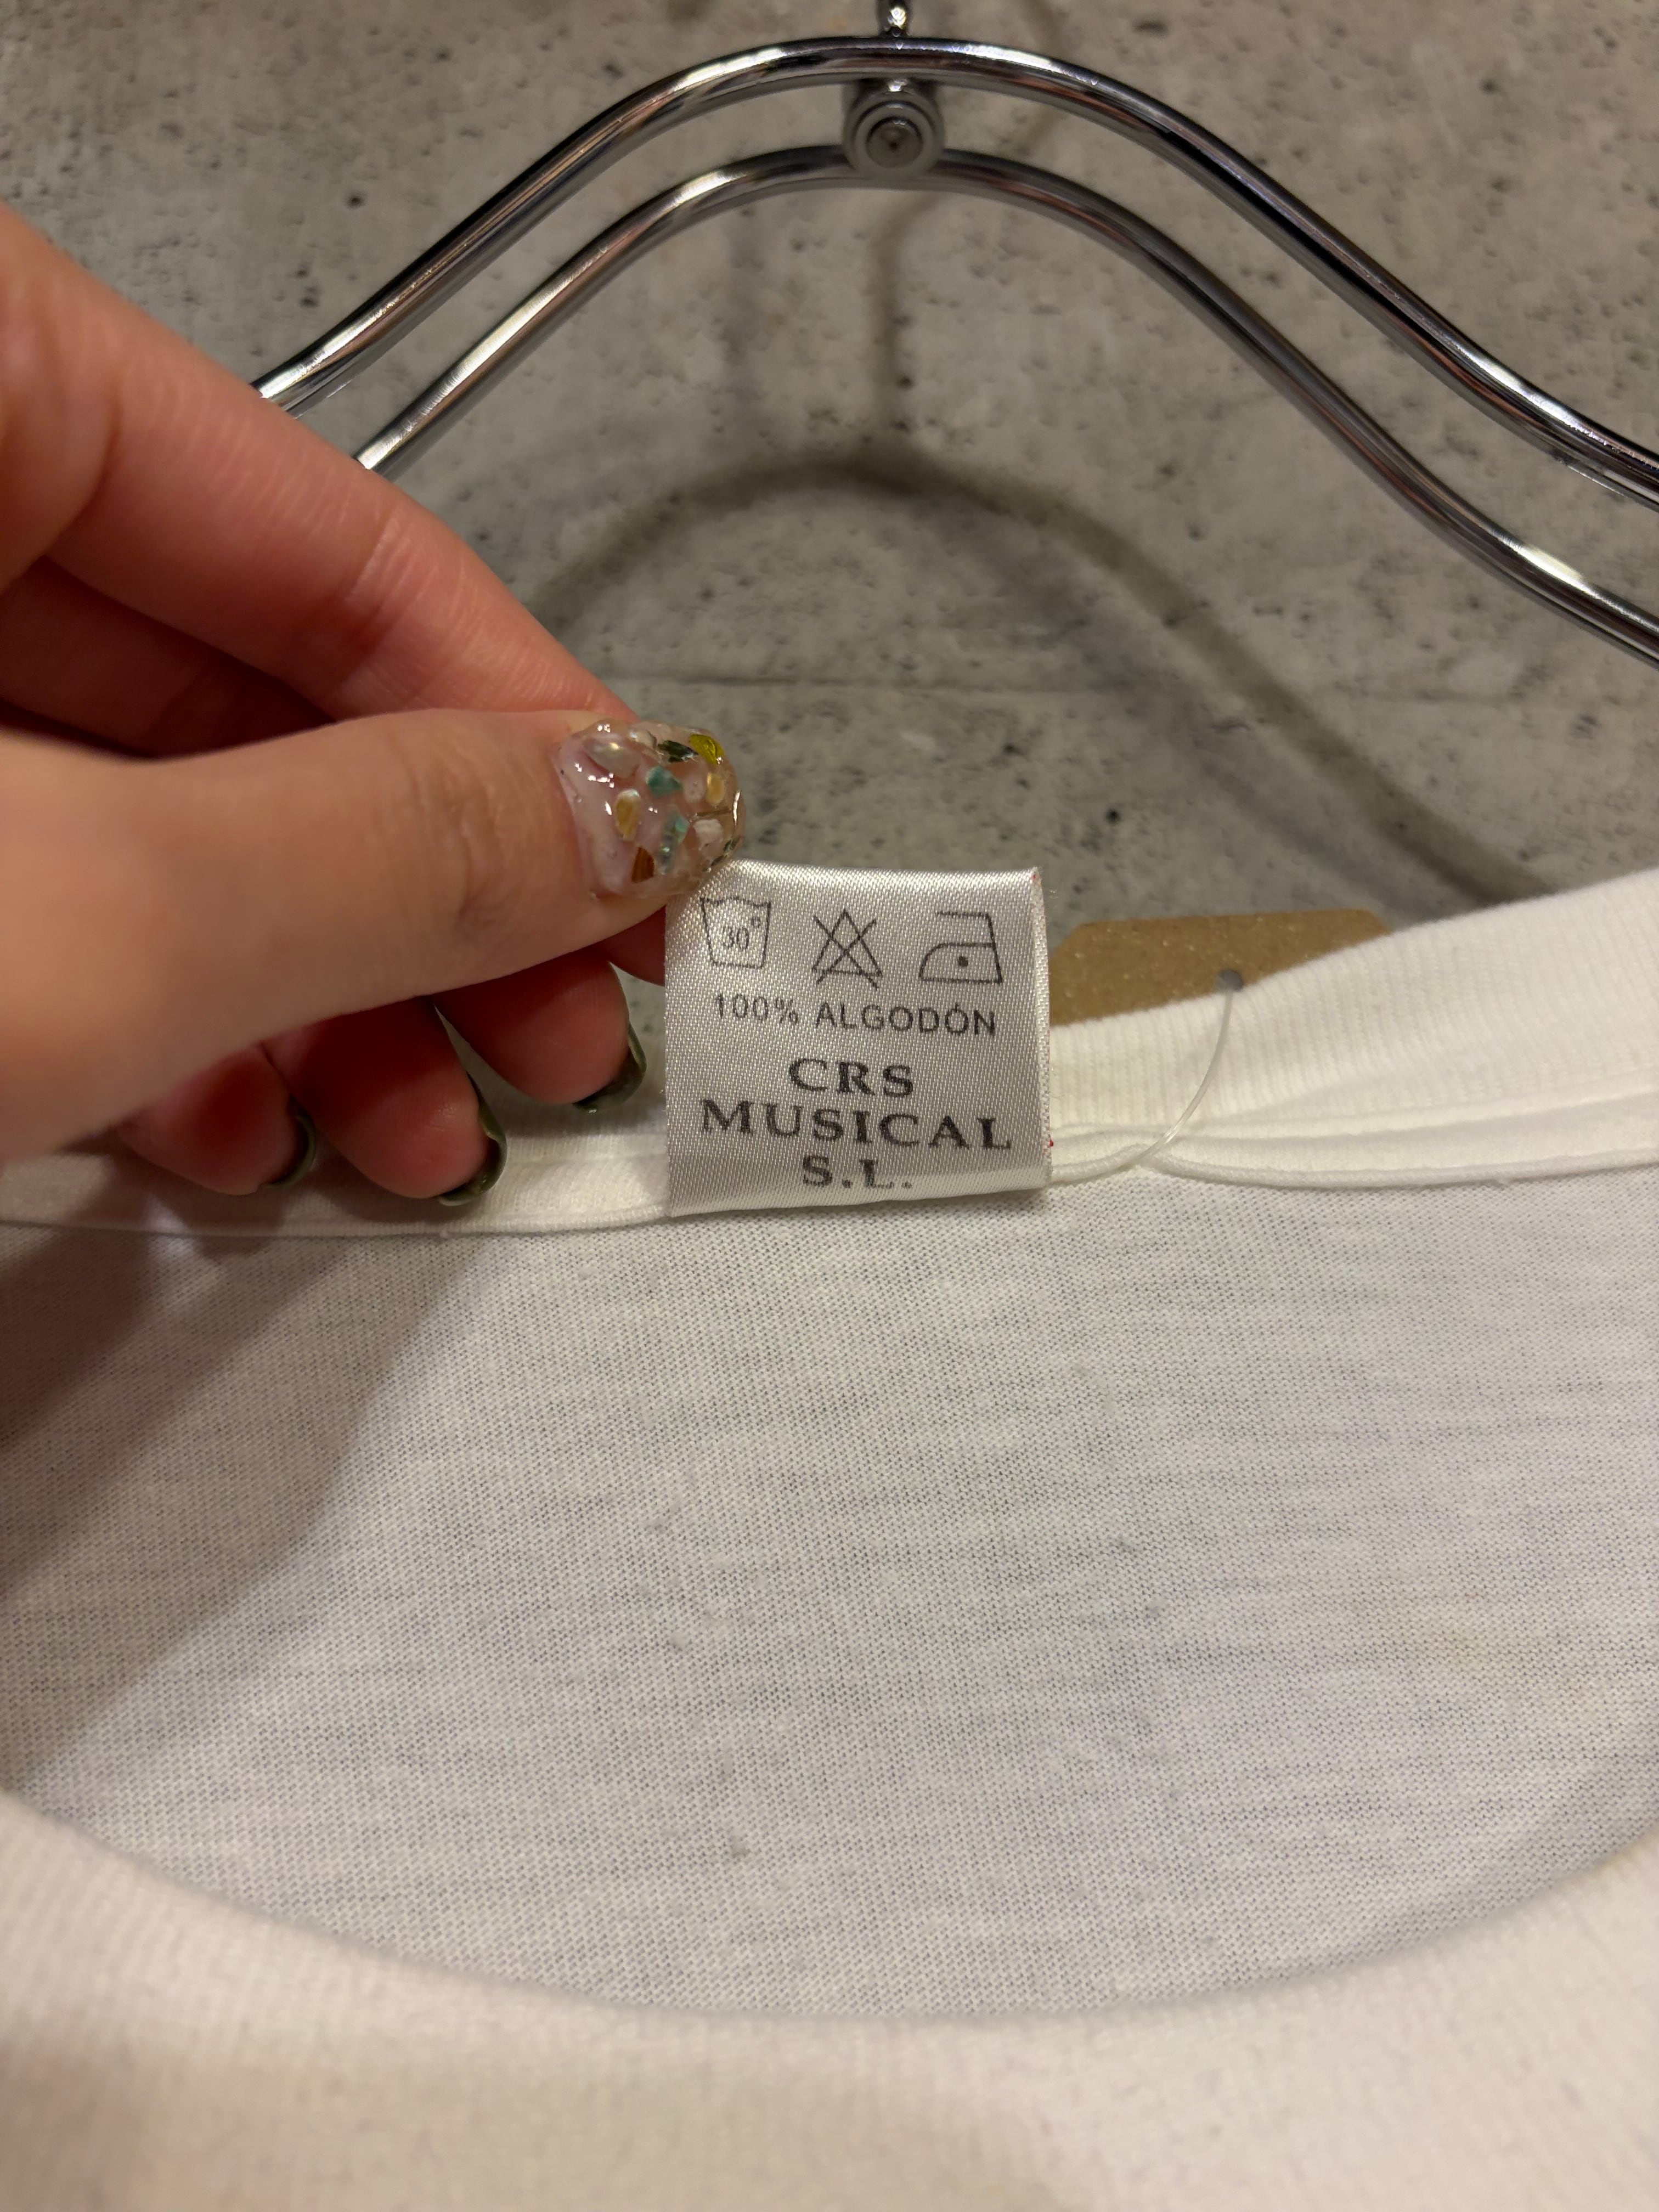 30°
100% ALGODÓN
CRS
MUSICAL
S.L.